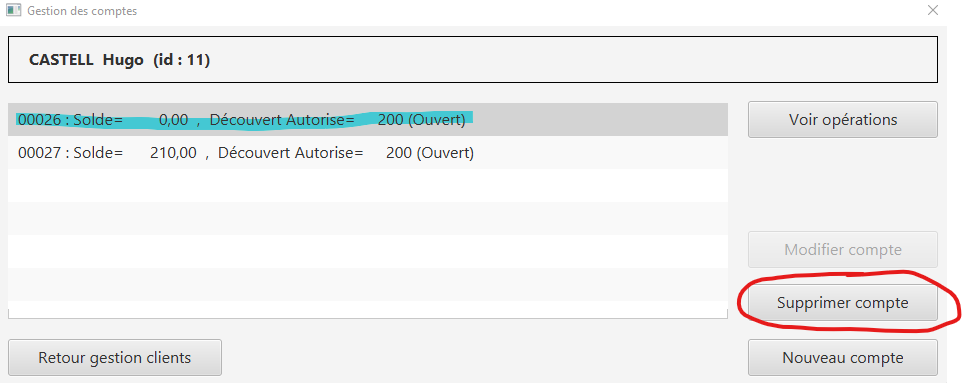 Gestion des comptes
CASTELL Hugo (id : 11)
00026 : Solde= 0,00 , Découvert Autorise= 200 (Ouvert)
00027 : Solde= 210,00 , Découvert Autorise= 200 (Ouvert)
Voir opérations
Modifier compte
Supprimer compte
Retour gestion clients
Nouveau compte